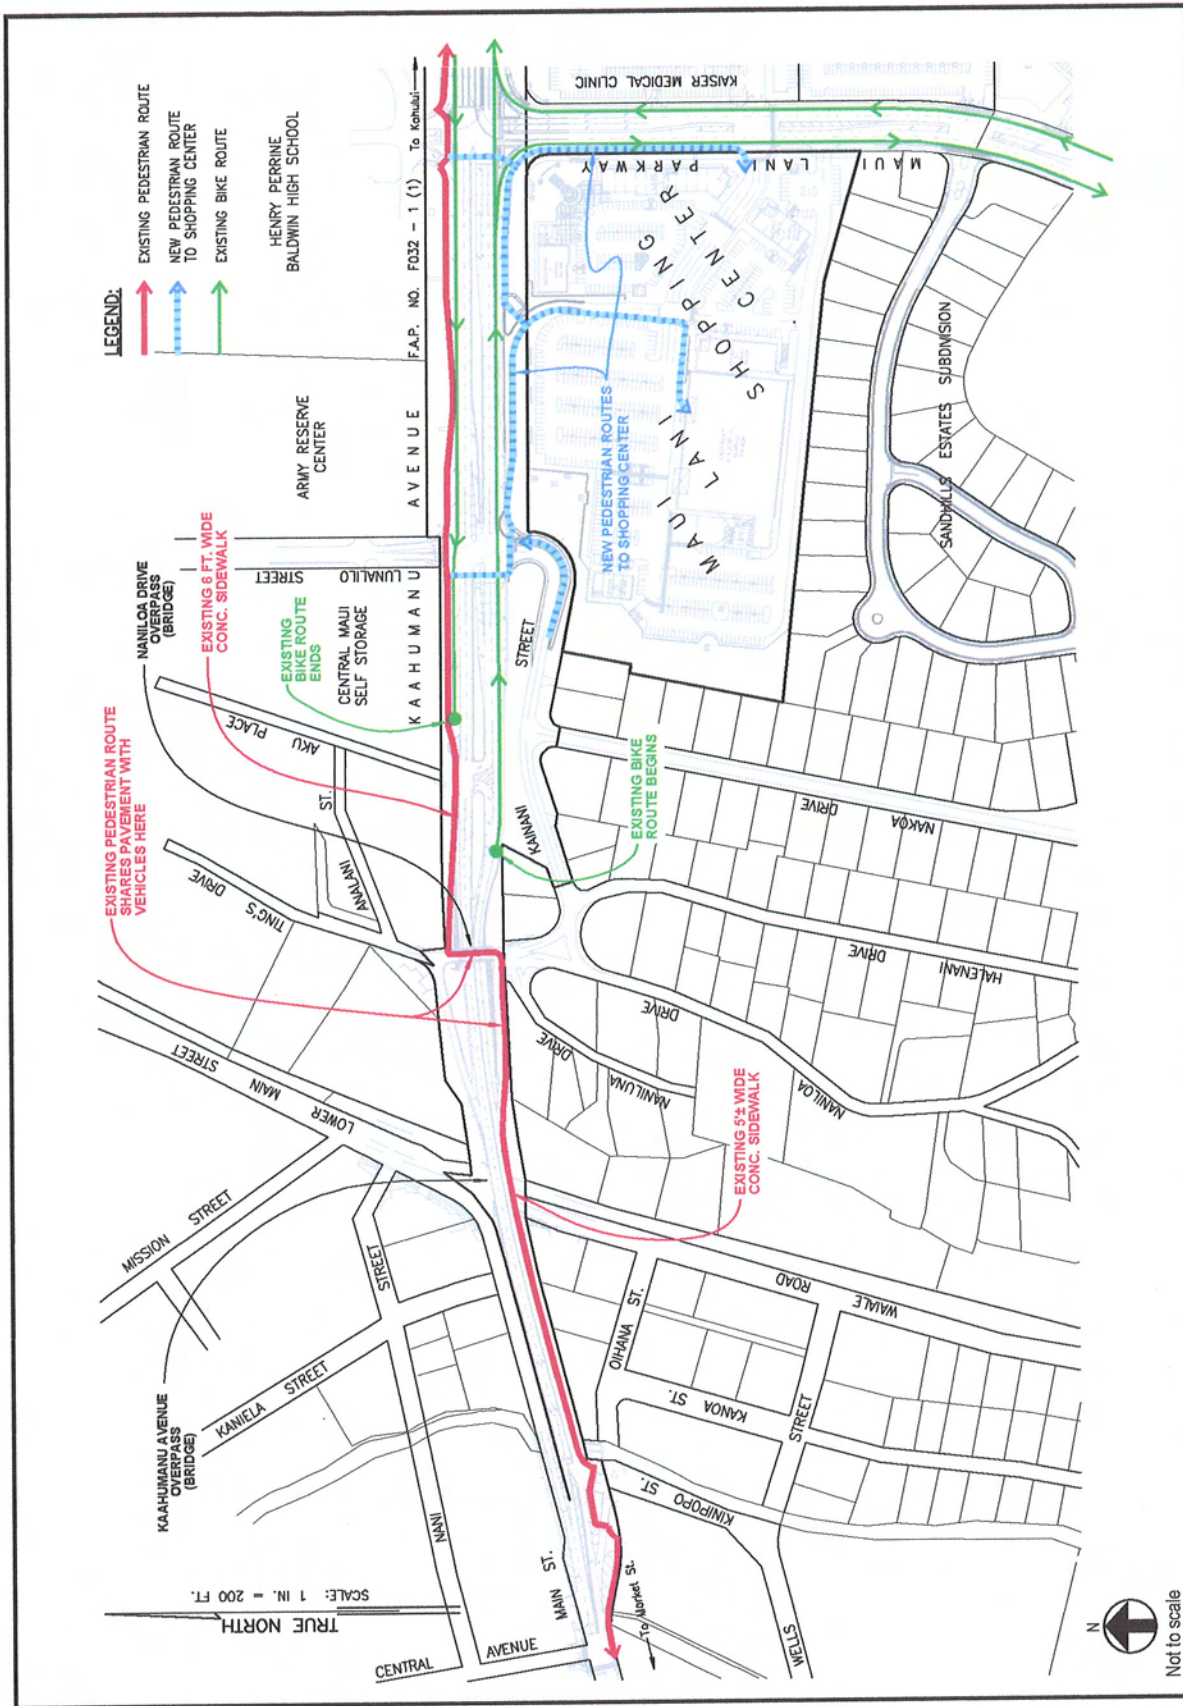 LEGEND:
EXISTING PEDESTRIAN ROUTE
NEW PEDESTRIAN ROUTE
TO SHOPPING CENTER
EXISTING BIKE ROUTE
HENRY PERRINE
BALDWIN HIGH SCHOOL
ARMY RESERVE
CENTER
KAAHUMANU AVENUE
F.A.P. NO. F032 - 1 (1)
To Kahului
KAISER MEDICAL CLINIC
MAUI LANI PARKWAY
MAUI LANI
SHOPPING
CENTER
NEW PEDESTRIAN ROUTES
TO SHOPPING CENTER
SANDHILLS ESTATES SUBDIVISION
LUNALILO STREET
NANILOA DRIVE
OVERPASS
(BRIDGE)
EXISTING 6 FT. WIDE
CONC. SIDEWALK
EXISTING
BIKE ROUTE
ENDS
CENTRAL MAUI
SELF STORAGE
EXISTING PEDESTRIAN ROUTE
SHARES PAVEMENT WITH
VEHICLES HERE
AKU PLACE
ANALANI ST.
TING'S DRIVE
KAINANI STREET
EXISTING BIKE
ROUTE BEGINS
NAKOA DRIVE
HALENANI DRIVE
NANILOA DRIVE
NANILUNA DRIVE
LOWER MAIN STREET
MISSION STREET
STREET
EXISTING 5'± WIDE
CONC. SIDEWALK
WAIALE ROAD
OIHANA ST.
KANOA ST.
STREET
KINIPOPO ST.
WELLS
KAAHUMANU AVENUE
OVERPASS
(BRIDGE)
KANIELA STREET
NANI
MAIN ST.
CENTRAL AVENUE
To Market St.
SCALE: 1 IN. = 200 FT.
TRUE NORTH
N
Not to scale